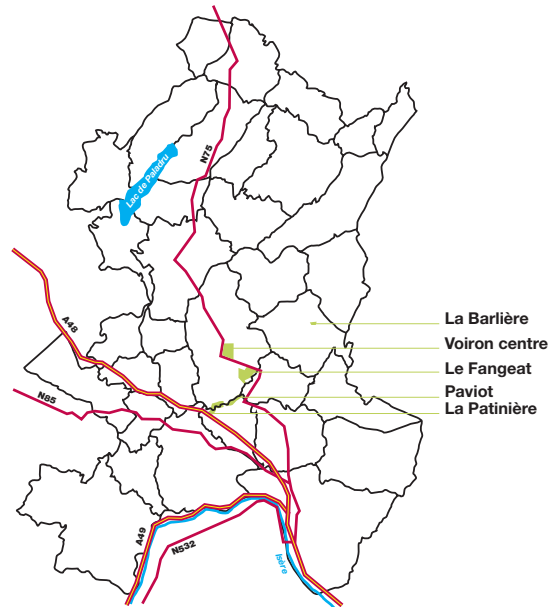 N75
Lac de Paladru
A48
La Barlière
Voiron centre
Le Fangeat
Paviot
La Patinière
N85
A49
N532
Isère